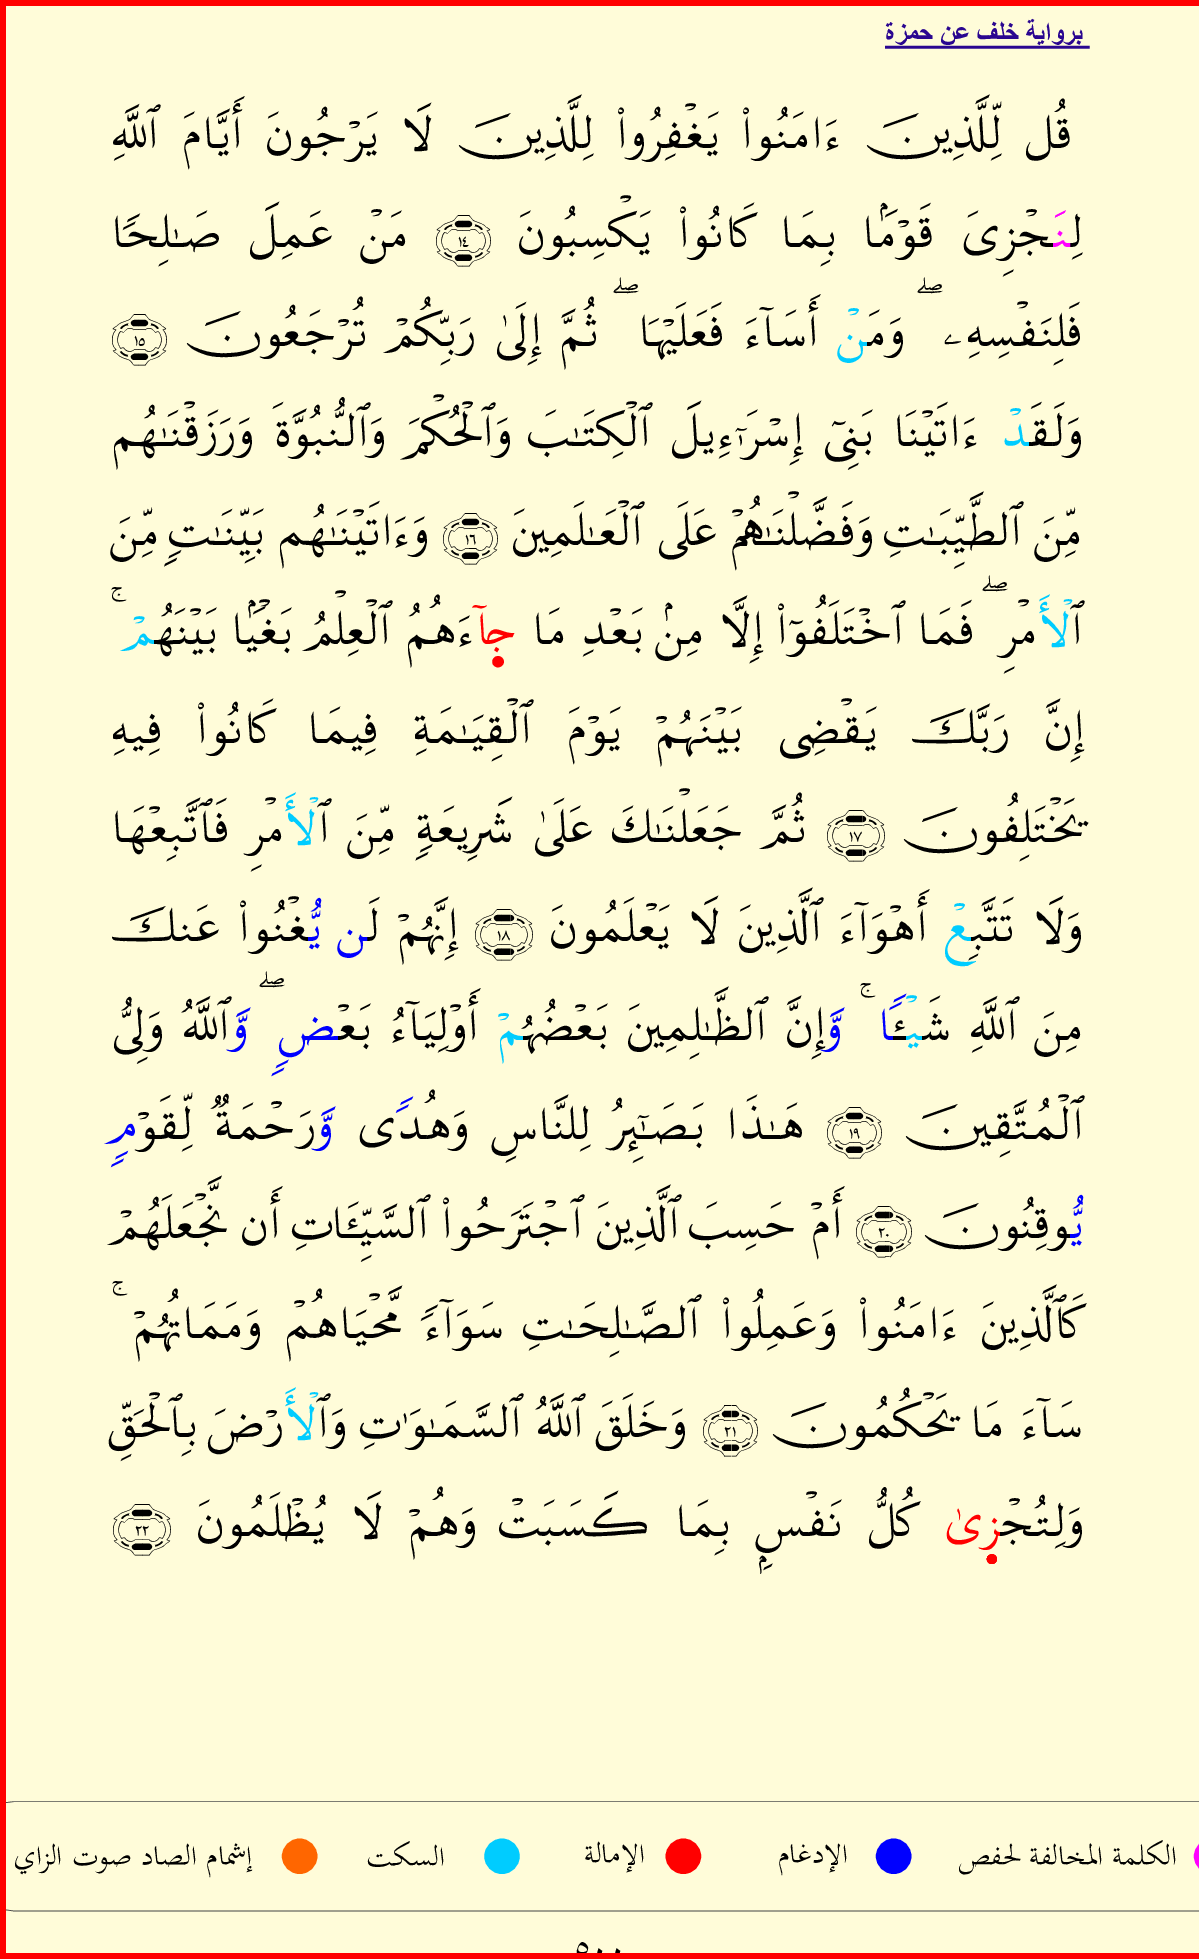 برواية خلف عن حمزة
قُل لِّلَّذِينَ ءَامَنُوا۟ يَغْفِرُوا۟ لِلَّذِينَ لَا يَرْجُونَ أَيَّامَ ٱللَّهِ
لِنَجْزِىَ قَوْمًۢا بِمَا كَانُوا۟ يَكْسِبُونَ ١٤ مَنْ عَمِلَ صَـٰلِحًا
فَلِنَفْسِهِۦ ۖ وَمَنْ أَسَآءَ فَعَلَيْهَا ۖ ثُمَّ إِلَىٰ رَبِّكُمْ تُرْجَعُونَ ١٥
وَلَقَدْ ءَاتَيْنَا بَنِىٓ إِسْرَٰٓءِيلَ ٱلْكِتَـٰبَ وَٱلْحُكْمَ وَٱلنُّبُوَّةَ وَرَزَقْنَـٰهُم
مِّنَ ٱلطَّيِّبَـٰتِ وَفَضَّلْنَـٰهُمْ عَلَى ٱلْعَـٰلَمِينَ ١٦ وَءَاتَيْنَـٰهُم بَيِّنَـٰتٍ مِّنَ
ٱلْأَمْرِ ۖ فَمَا ٱخْتَلَفُوٓا۟ إِلَّا مِنۢ بَعْدِ مَا جَآءَهُمُ ٱلْعِلْمُ بَغْيًۢا بَيْنَهُمْ ۚ
إِنَّ رَبَّكَ يَقْضِى بَيْنَهُمْ يَوْمَ ٱلْقِيَـٰمَةِ فِيمَا كَانُوا۟ فِيهِ
يَخْتَلِفُونَ ١٧ ثُمَّ جَعَلْنَـٰكَ عَلَىٰ شَرِيعَةٍ مِّنَ ٱلْأَمْرِ فَٱتَّبِعْهَا
وَلَا تَتَّبِعْ أَهْوَآءَ ٱلَّذِينَ لَا يَعْلَمُونَ ١٨ إِنَّهُمْ لَن يُّغْنُوا۟ عَنكَ
مِنَ ٱللَّهِ شَيْـًٔا ۚ وَّإِنَّ ٱلظَّـٰلِمِينَ بَعْضُهُمْ أَوْلِيَآءُ بَعْضٍ ۖ وَّٱللَّهُ وَلِىُّ
ٱلْمُتَّقِينَ ١٩ هَـٰذَا بَصَـٰٓئِرُ لِلنَّاسِ وَهُدًى وَّرَحْمَةٌ لِّقَوْمٍ
يُّوقِنُونَ ٢٠ أَمْ حَسِبَ ٱلَّذِينَ ٱجْتَرَحُوا۟ ٱلسَّيِّـَٔاتِ أَن نَّجْعَلَهُمْ
كَٱلَّذِينَ ءَامَنُوا۟ وَعَمِلُوا۟ ٱلصَّـٰلِحَـٰتِ سَوَآءً مَّحْيَاهُمْ وَمَمَاتُهُمْ ۚ
سَآءَ مَا يَحْكُمُونَ ٢١ وَخَلَقَ ٱللَّهُ ٱلسَّمَـٰوَٰتِ وَٱلْأَرْضَ بِٱلْحَقِّ
وَلِتُجْزِىٰ كُلُّ نَفْسٍۭ بِمَا كَسَبَتْ وَهُمْ لَا يُظْلَمُونَ ٢٢
الكلمة المخالفة لحفص الإدغام الإمالة السكت إشمام الصاد صوت الزاي
٥٠٠